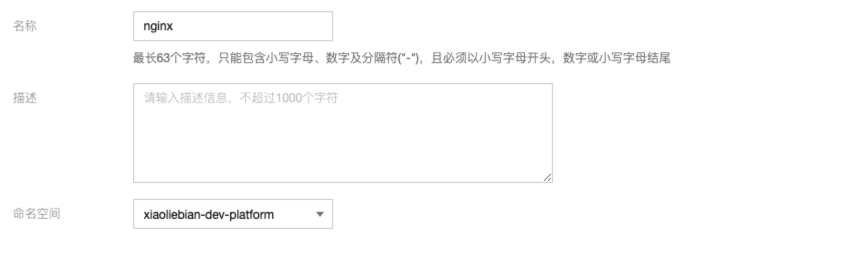 名称 nginx
最长63个字符，只能包含小写字母、数字及分隔符("-")，且必须以小写字母开头，数字或小写字母结尾
描述 请输入描述信息，不超过1000个字符
命名空间 xiaoliebian-dev-platform